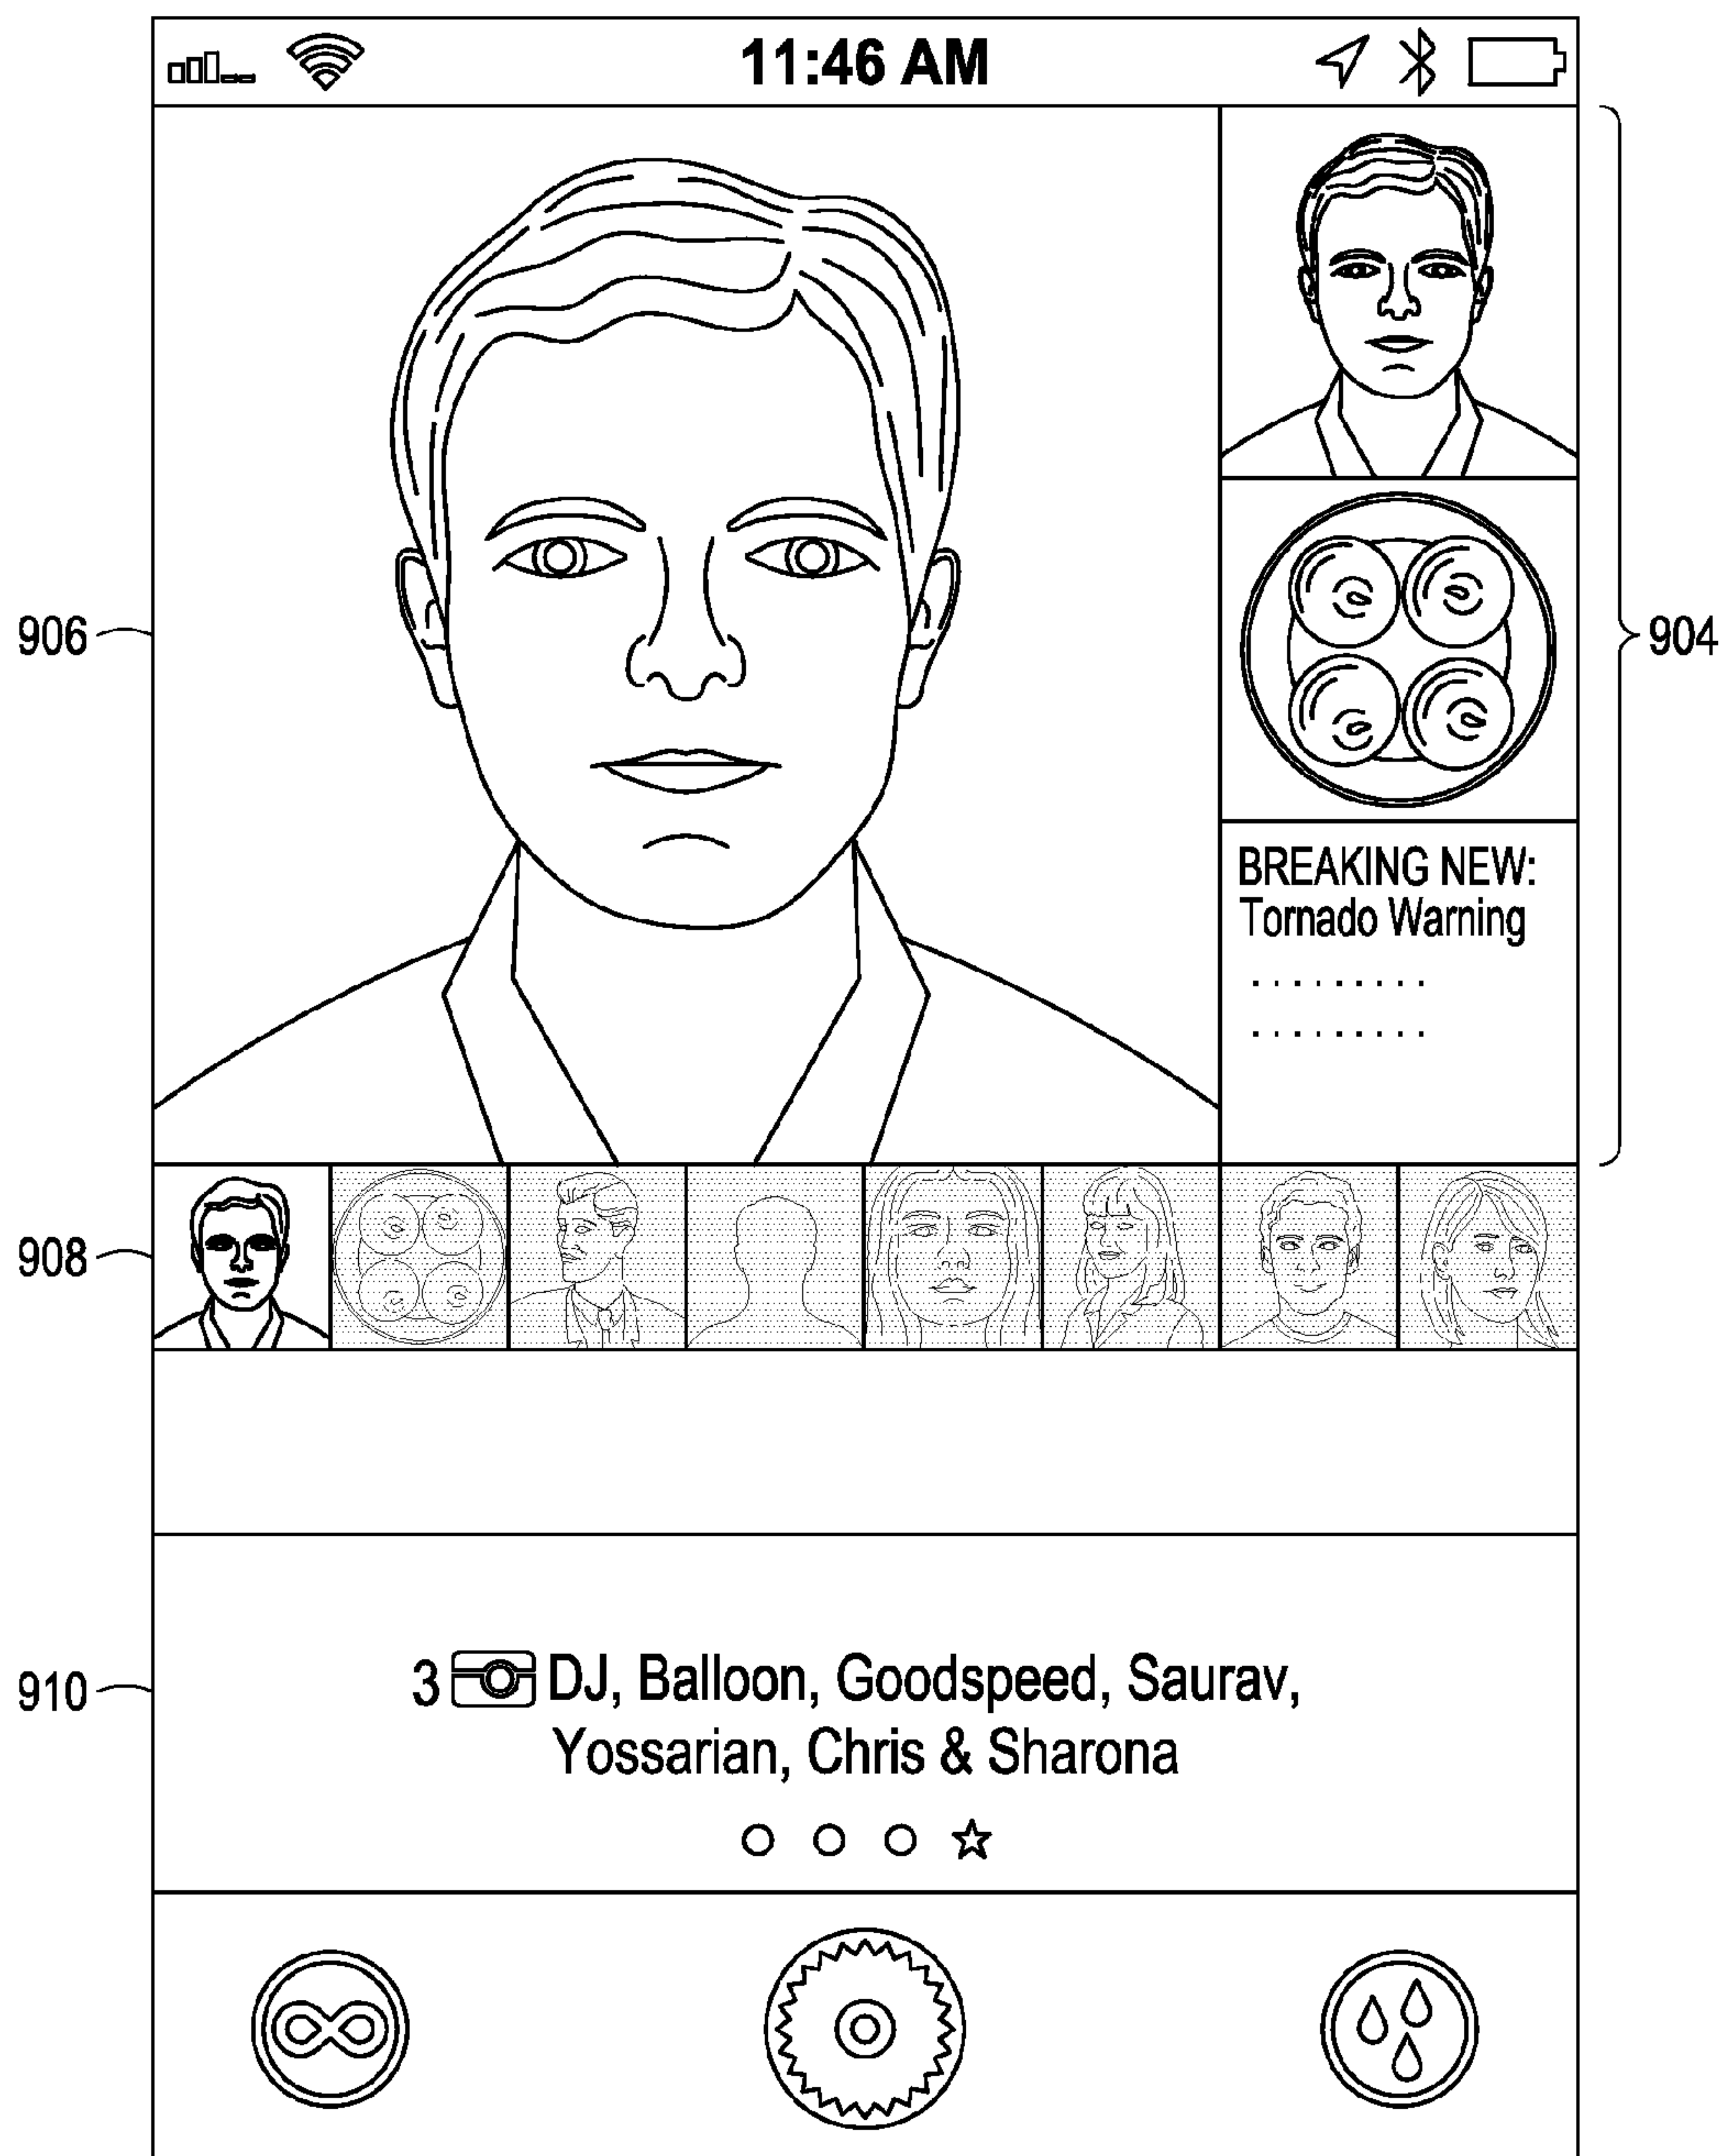 11:46 AM
906
904
BREAKING NEW:
Tornado Warning
908
910
3 DJ, Balloon, Goodspeed, Saurav,
Yossarian, Chris & Sharona